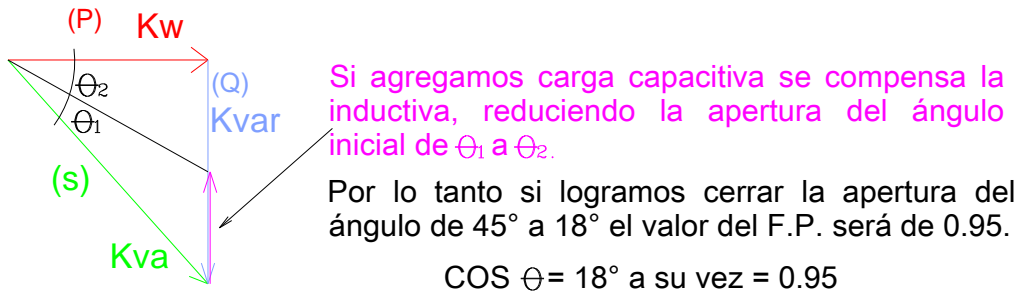 (P)
Kw
Θ2
Θ1
(Q)
Kvar
(s)
Kva
Si agregamos carga capacitiva se compensa la
inductiva, reduciendo la apertura del ángulo
inicial de Θ1 a Θ2.
Por lo tanto si logramos cerrar la apertura del
ángulo de 45° a 18° el valor del F.P. será de 0.95.
COS Θ= 18° a su vez = 0.95